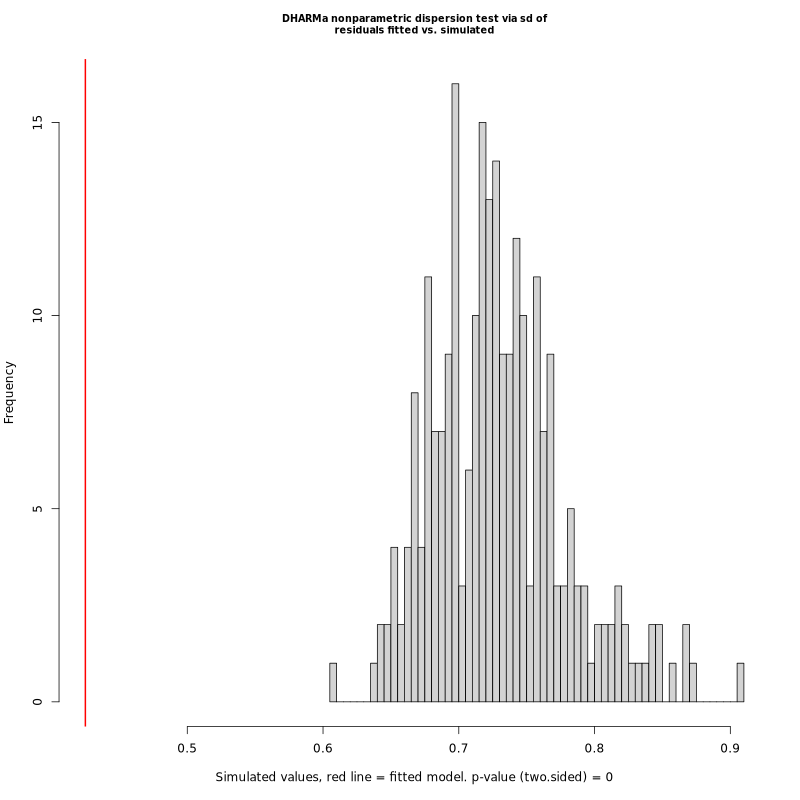 DHARMa nonparametric dispersion test via sd of
residuals fitted vs. simulated
Frequency
15
10
5
0
0.5 0.6 0.7 0.8 0.9
Simulated values, red line = fitted model. p-value (two.sided) = 0